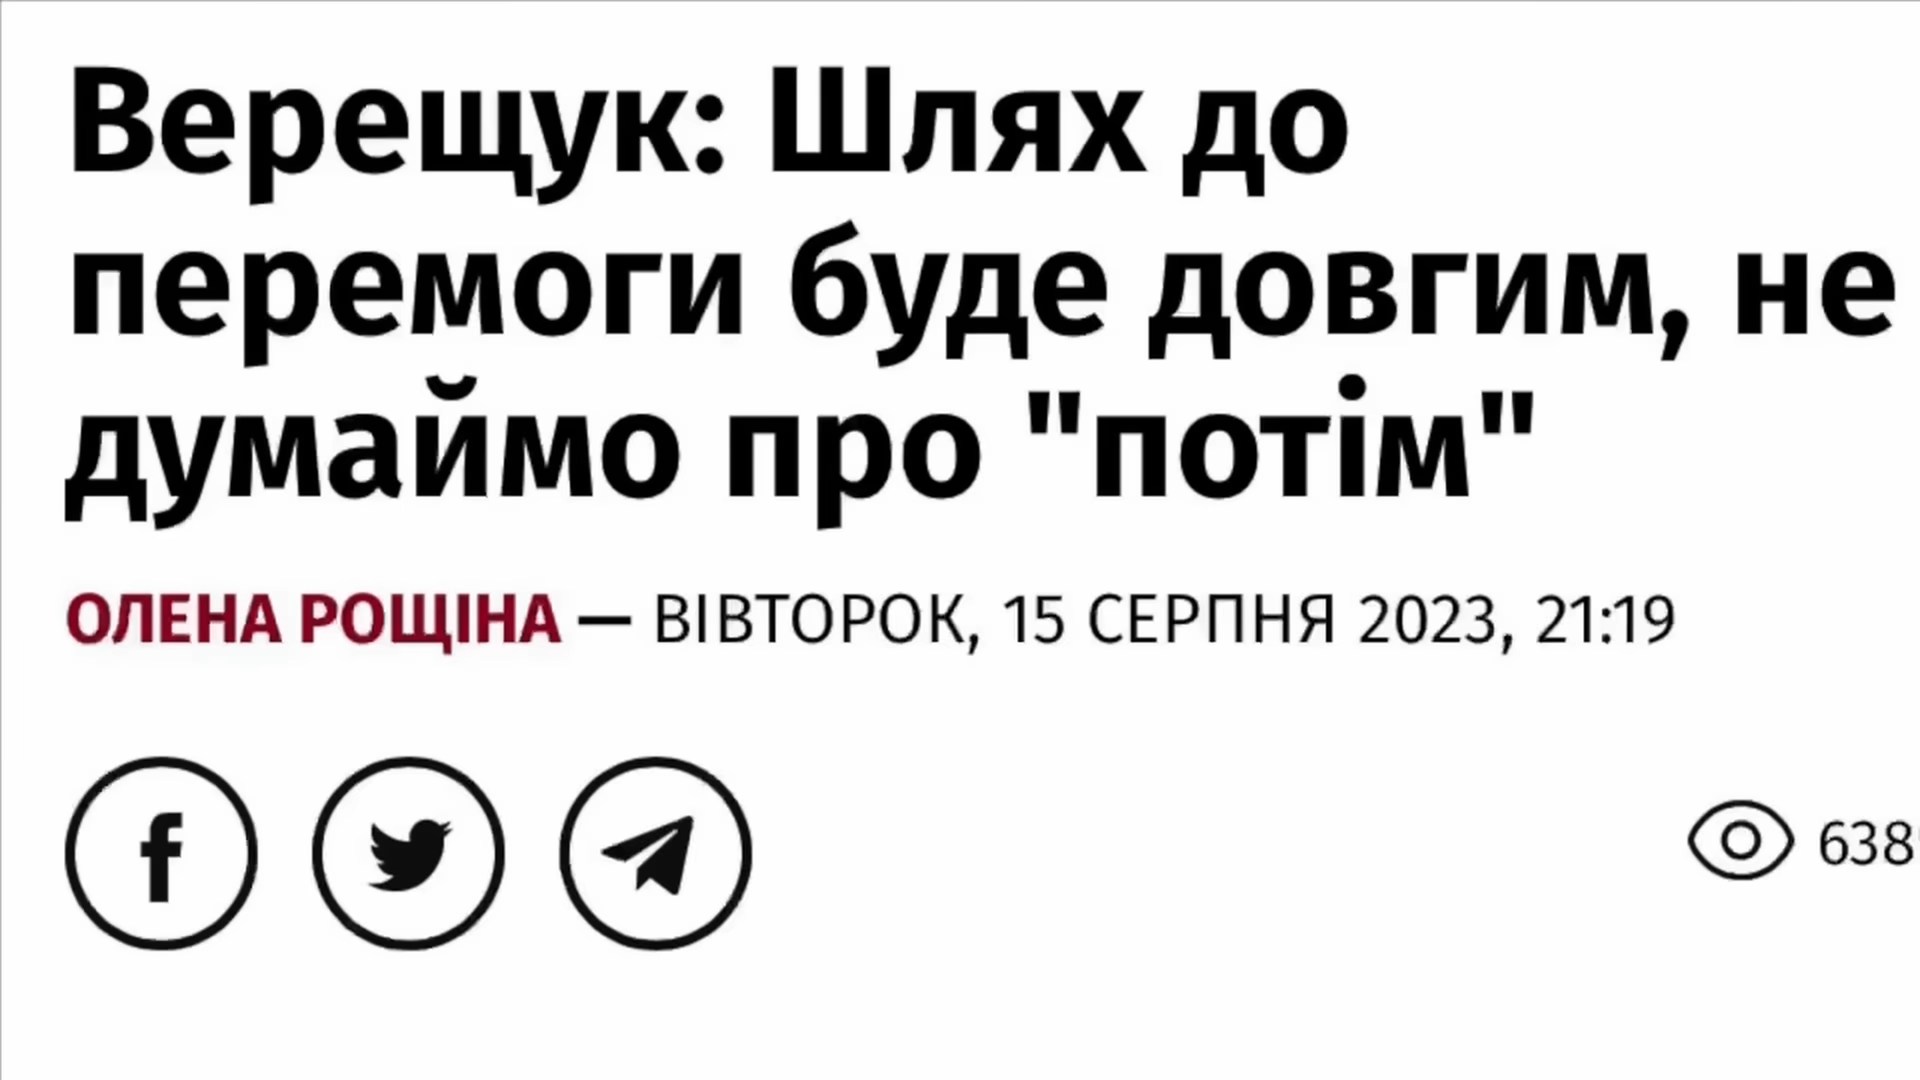 Верещук: Шлях до
перемоги буде довгим, не
думаймо про "потім"
ОЛЕНА РОЩІНА — ВІВТОРОК, 15 СЕРПНЯ 2023, 21:19